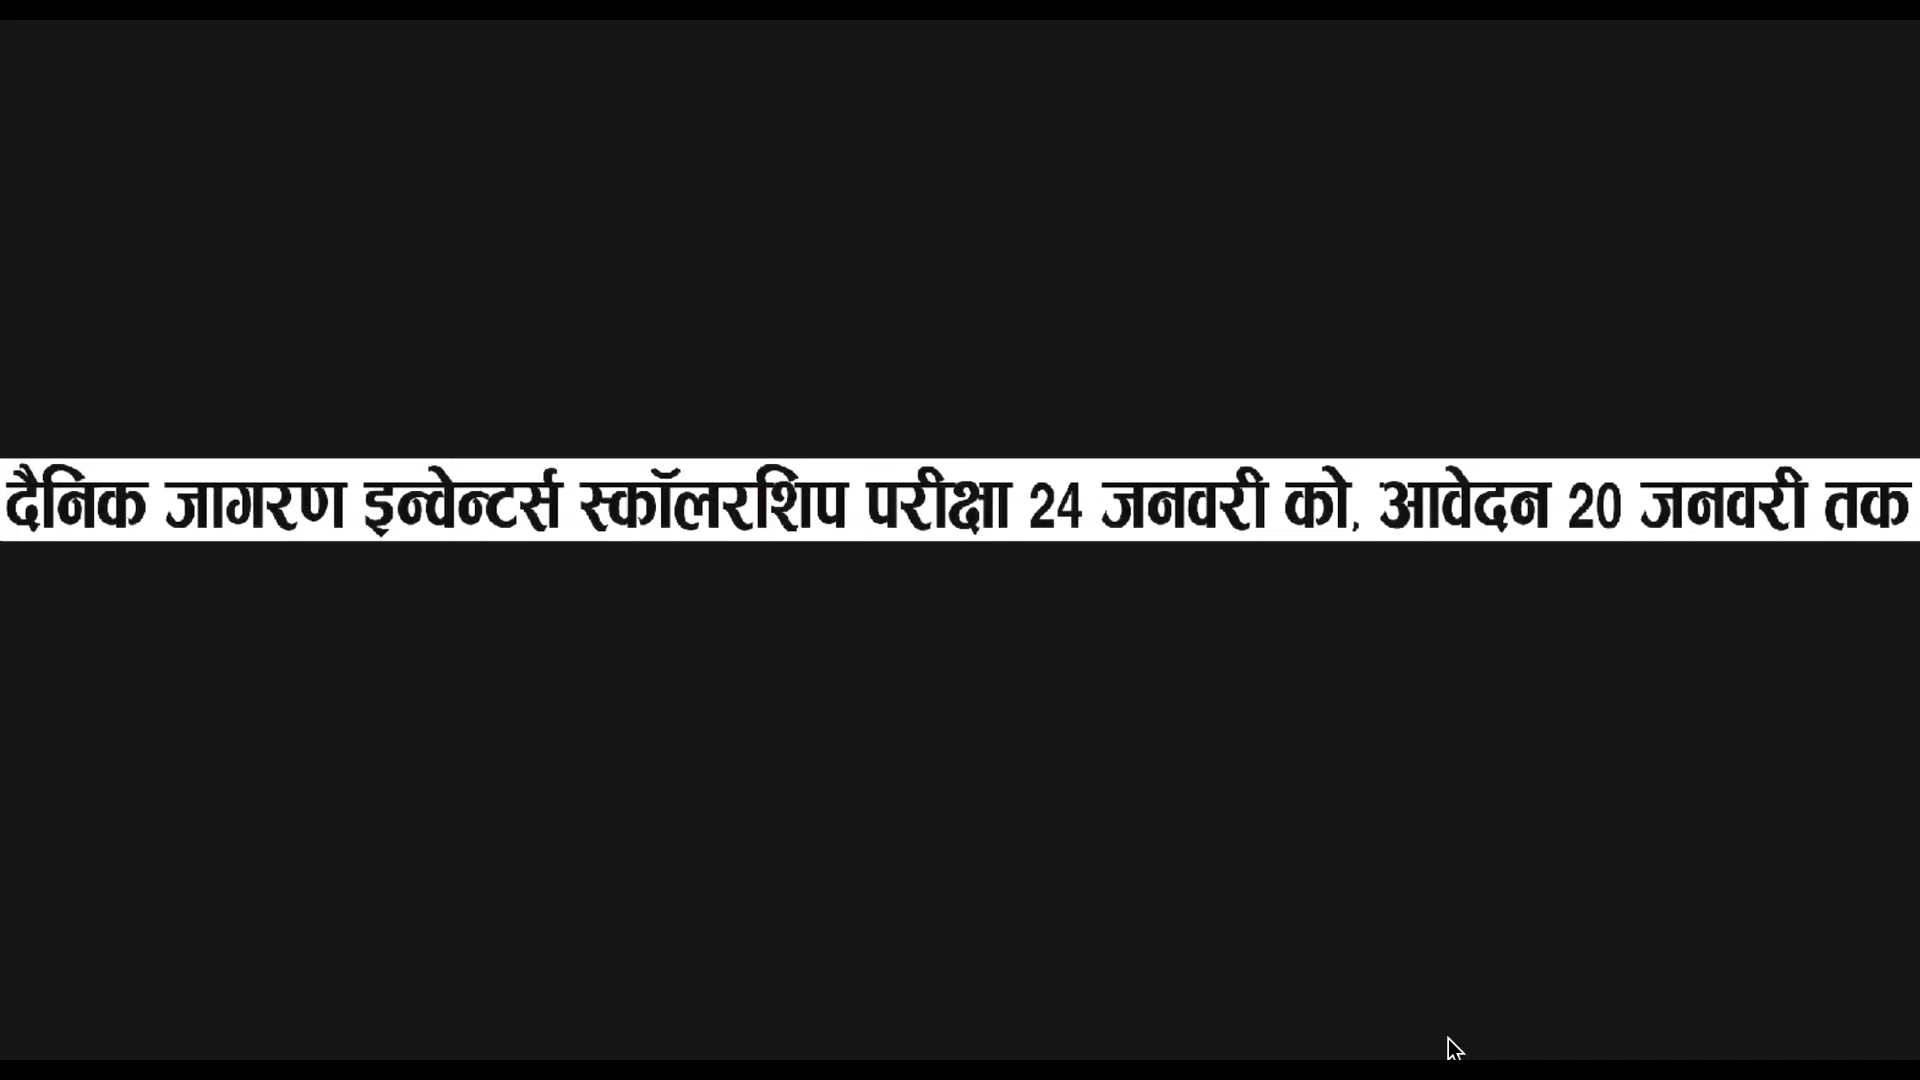 दैनिक जागरण इन्वेन्टर्स स्कॉलरशिप परीक्षा 24 जनवरी को, आवेदन 20 जनवरी तक